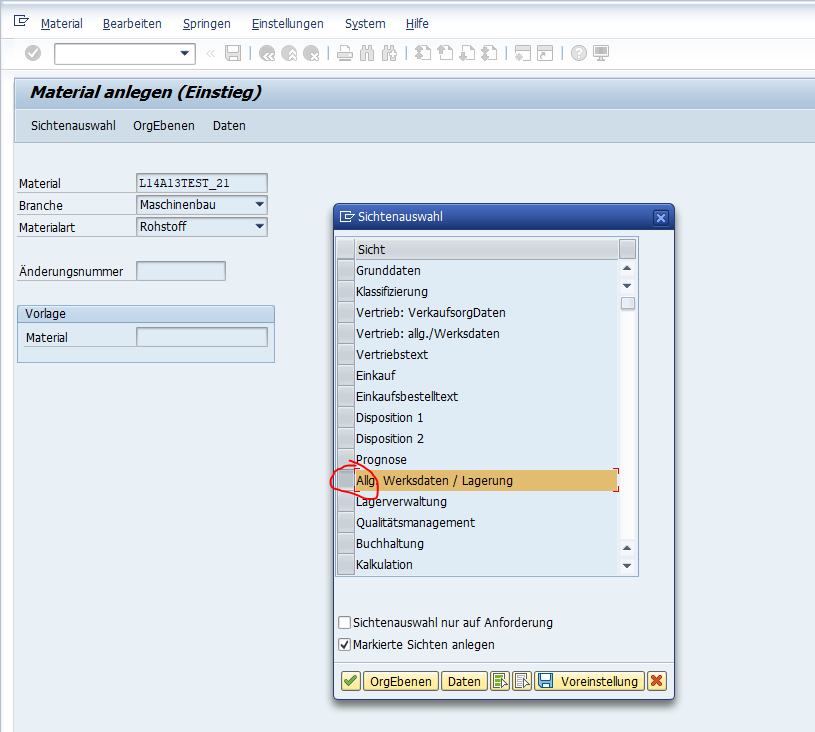 Material Bearbeiten Springen Einstellungen System Hilfe
Material anlegen (Einstieg)
Sichtenauswahl OrgEbenen Daten
Material L14A13TEST_21
Branche Maschinenbau
Materialart Rohstoff
Änderungsnummer
Vorlage
Material
Sichtenauswahl
Sicht
Grunddaten
Klassifizierung
Vertrieb: VerkaufsorgDaten
Vertrieb: allg./Werksdaten
Vertriebstext
Einkauf
Einkaufsbestelltext
Disposition 1
Disposition 2
Prognose
Allg. Werksdaten / Lagerung
Lagerverwaltung
Qualitätsmanagement
Buchhaltung
Kalkulation
Sichtenauswahl nur auf Anforderung
Markierte Sichten anlegen
OrgEbenen Daten Voreinstellung